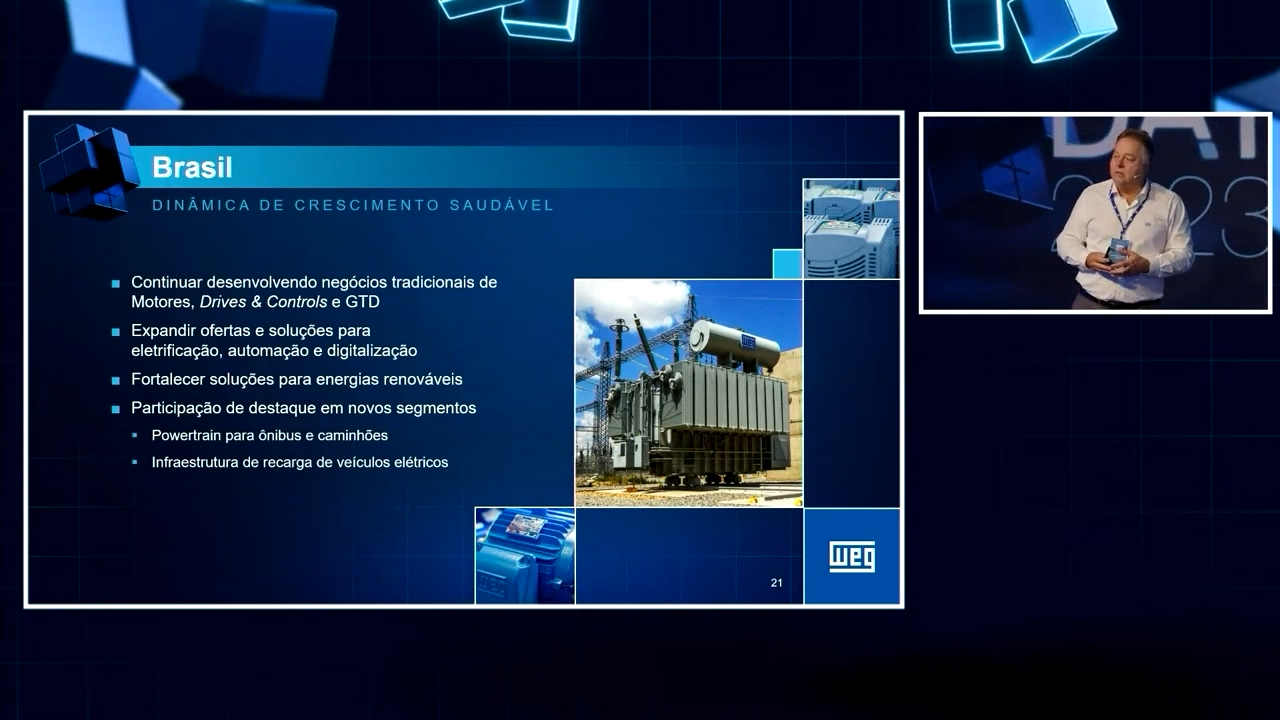 Brasil
DINÂMICA DE CRESCIMENTO SAUDÁVEL
Continuar desenvolvendo negócios tradicionais de
Motores, Drives & Controls e GTD
Expandir ofertas e soluções para
eletrificação, automação e digitalização
Fortalecer soluções para energias renováveis
Participação de destaque em novos segmentos
Powertrain para ônibus e caminhões
Infraestrutura de recarga de veículos elétricos
21
weg
DAY
2023